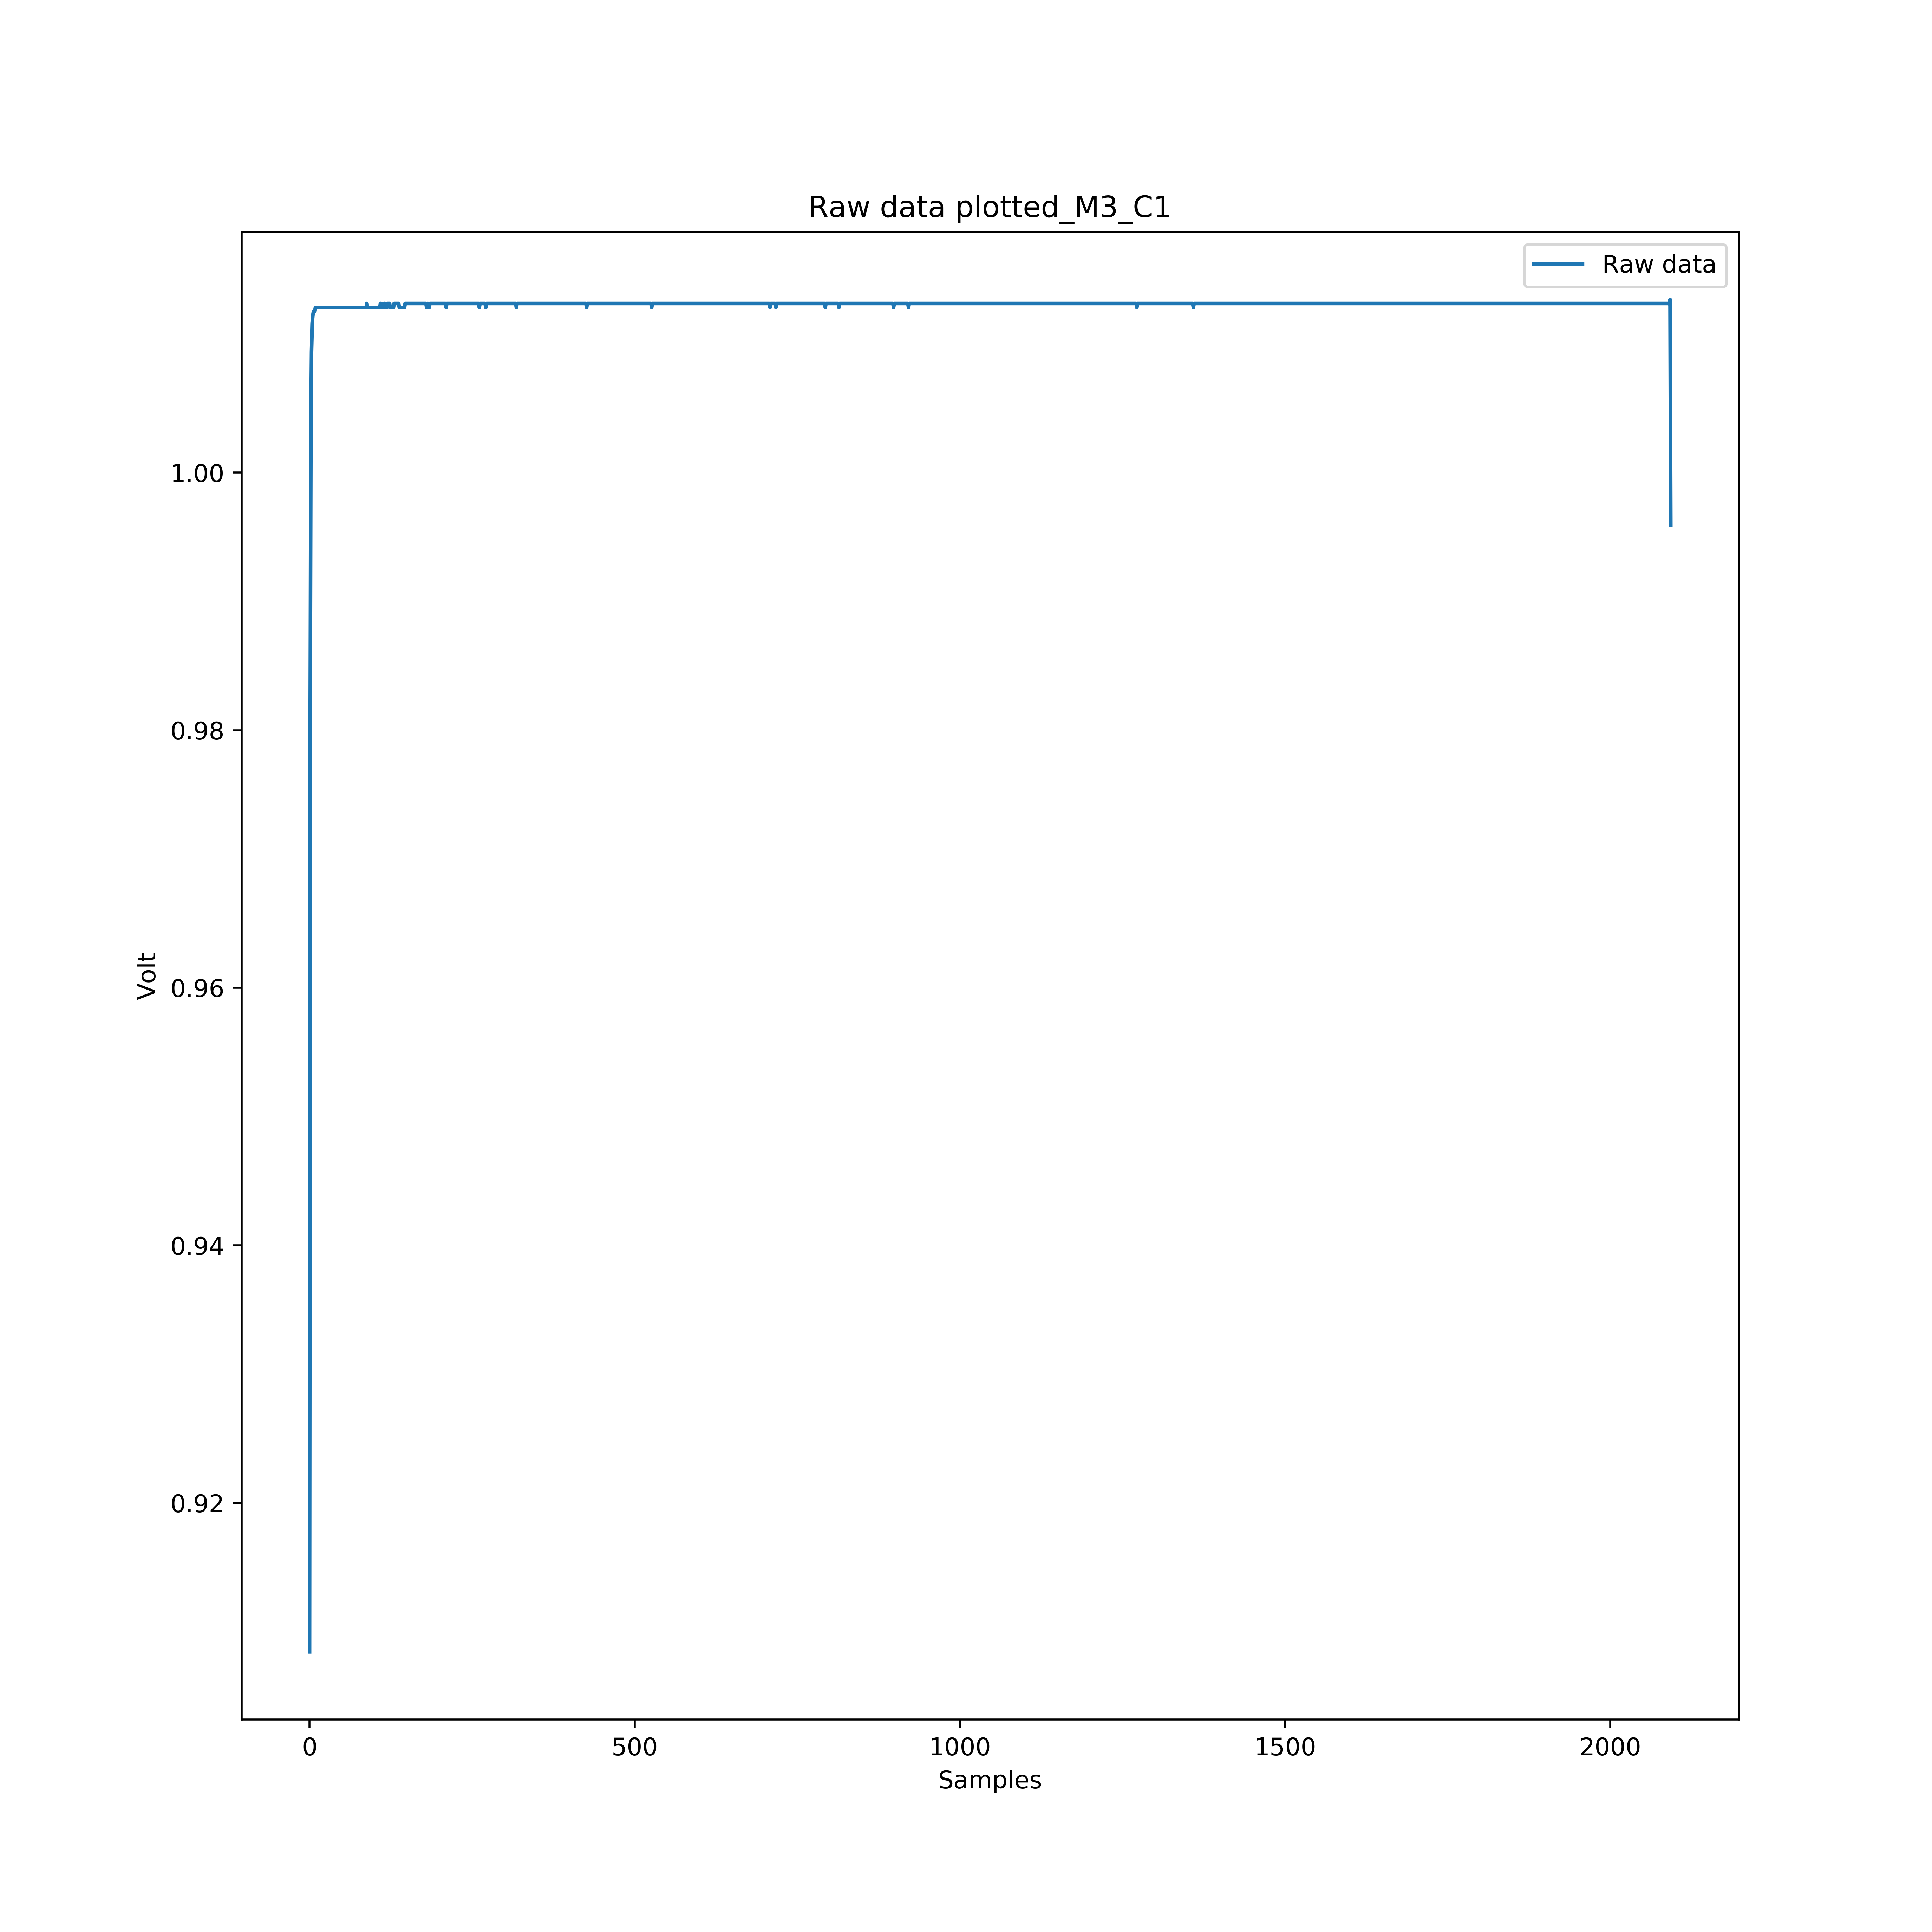 Raw data plotted_M3_C1
Raw data
1.00
0.98
0.96
0.94
0.92
Volt
0 500 1000 1500 2000
Samples